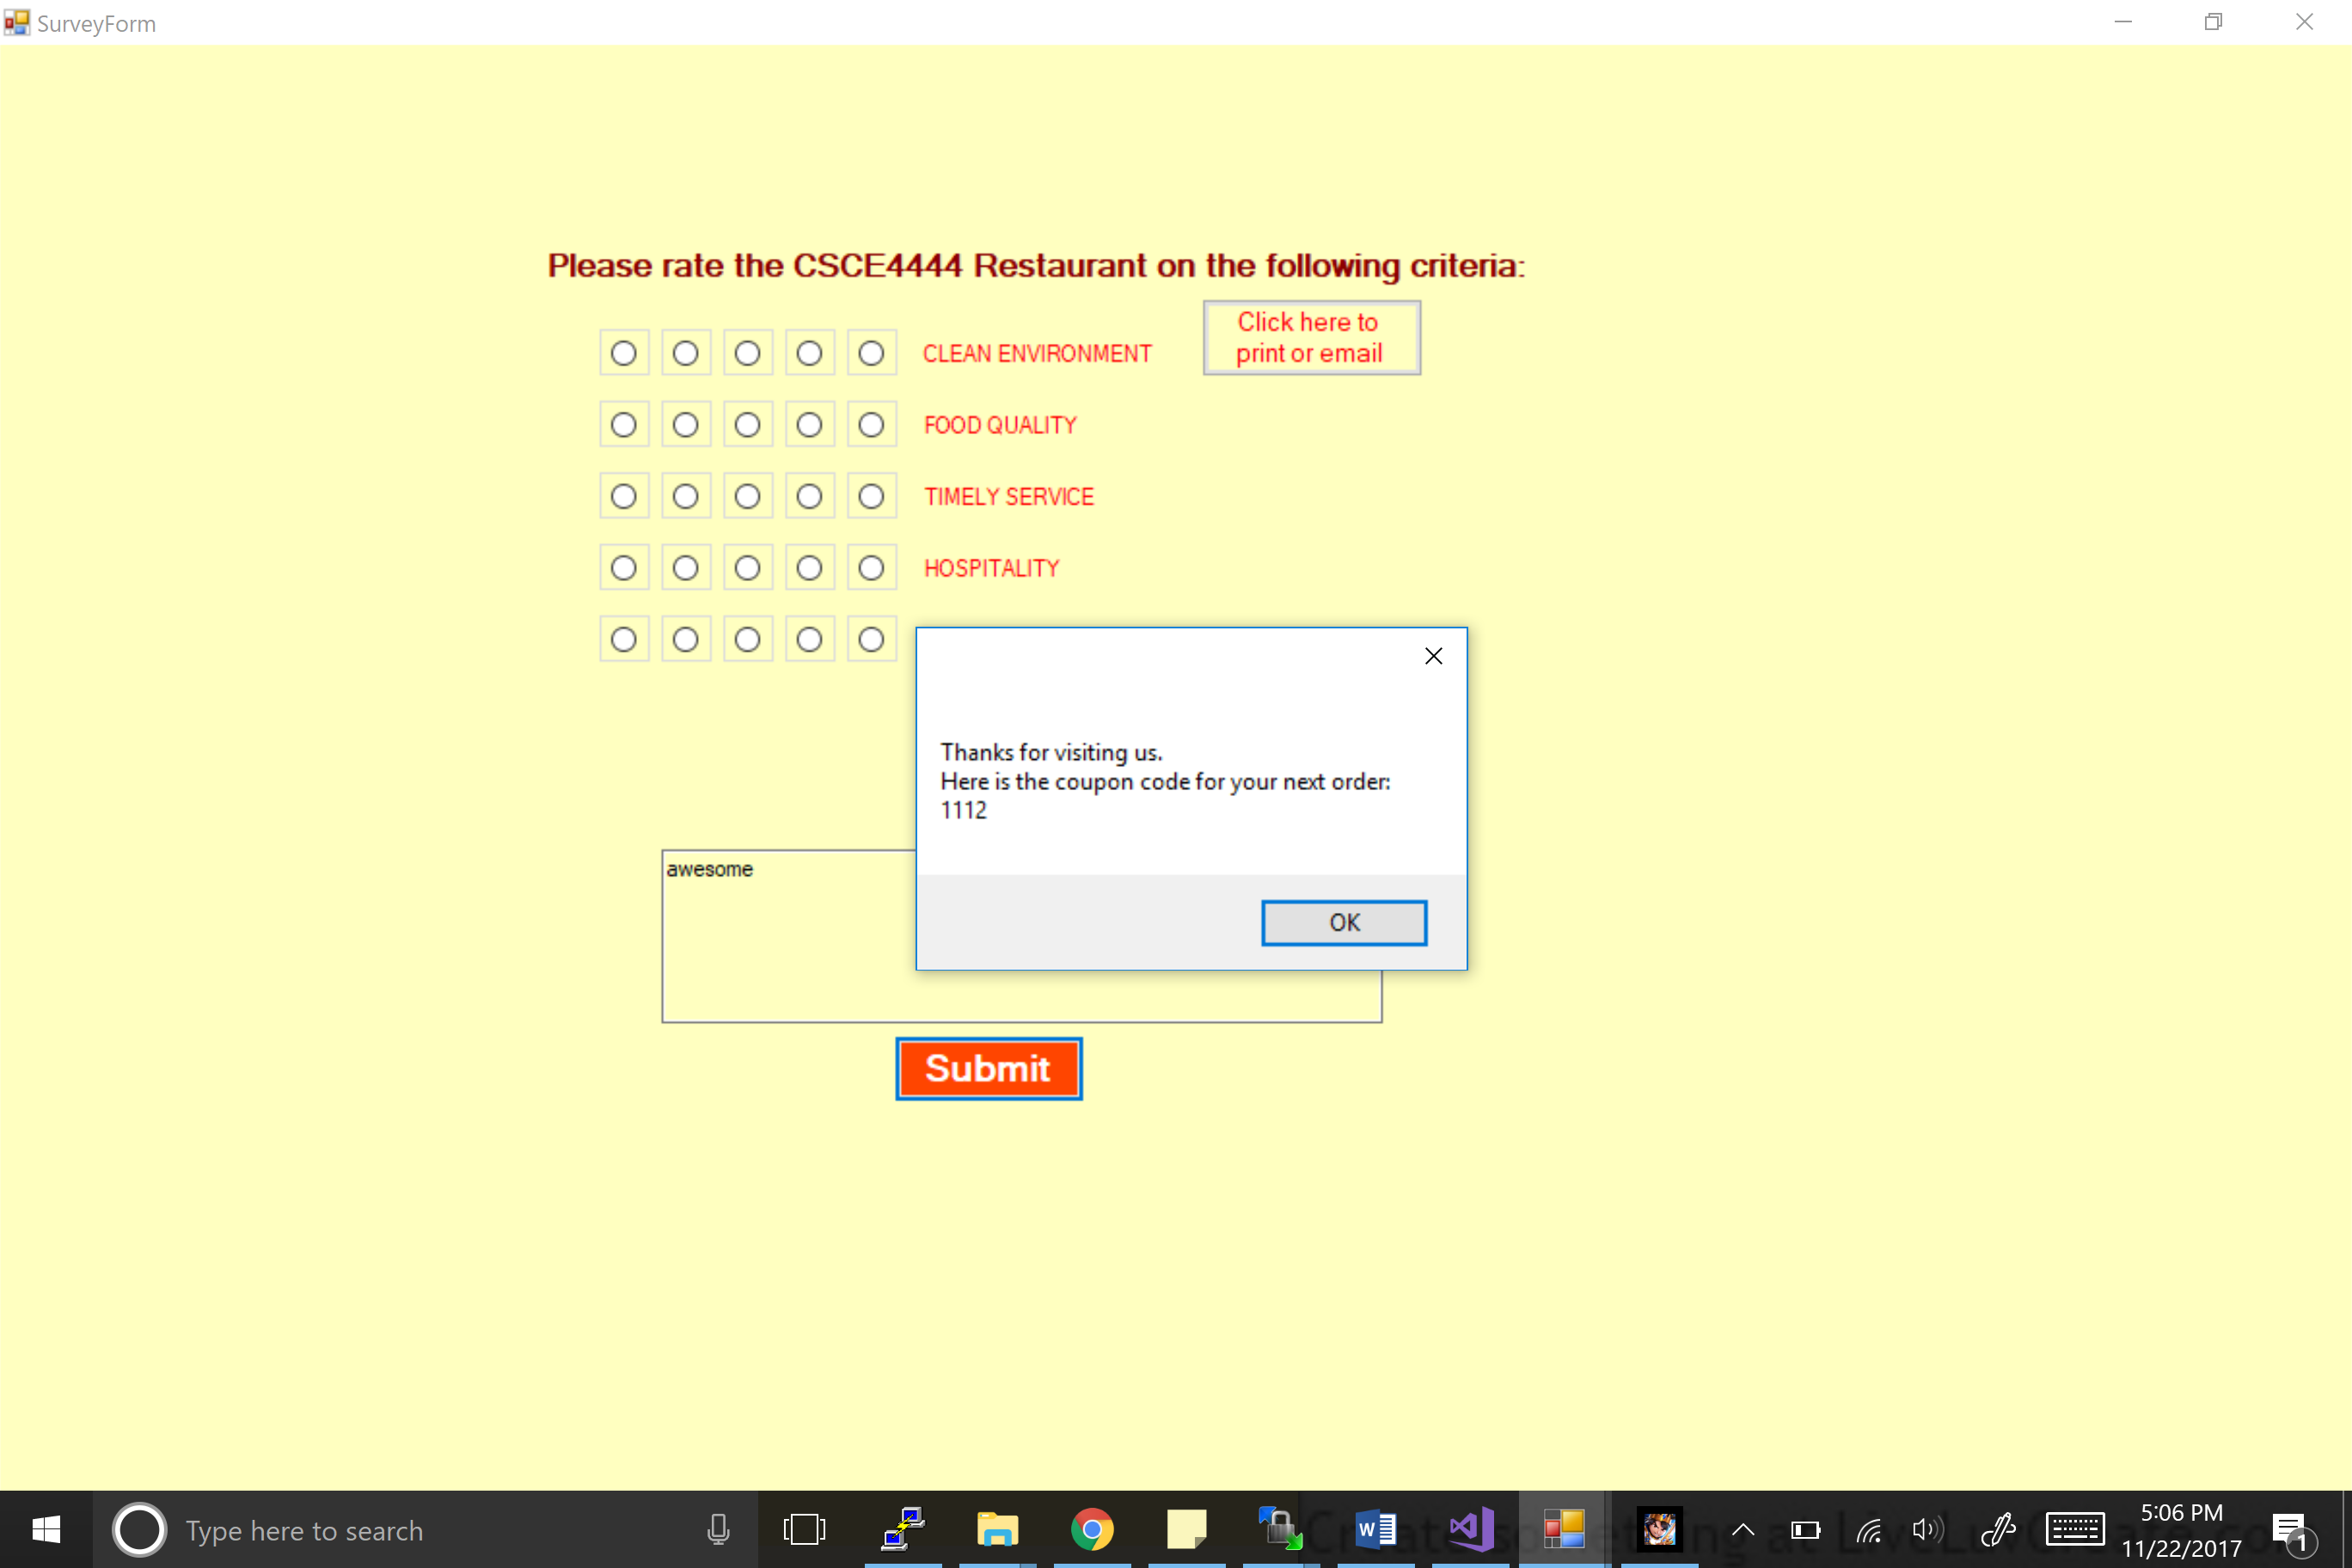 SurveyForm
Please rate the CSCE4444 Restaurant on the following criteria:
Click here to
print or email
CLEAN ENVIRONMENT
FOOD QUALITY
TIMELY SERVICE
HOSPITALITY
Thanks for visiting us.
Here is the coupon code for your next order:
1112
OK
awesome
Submit
Type here to search
5:06 PM
11/22/2017
1